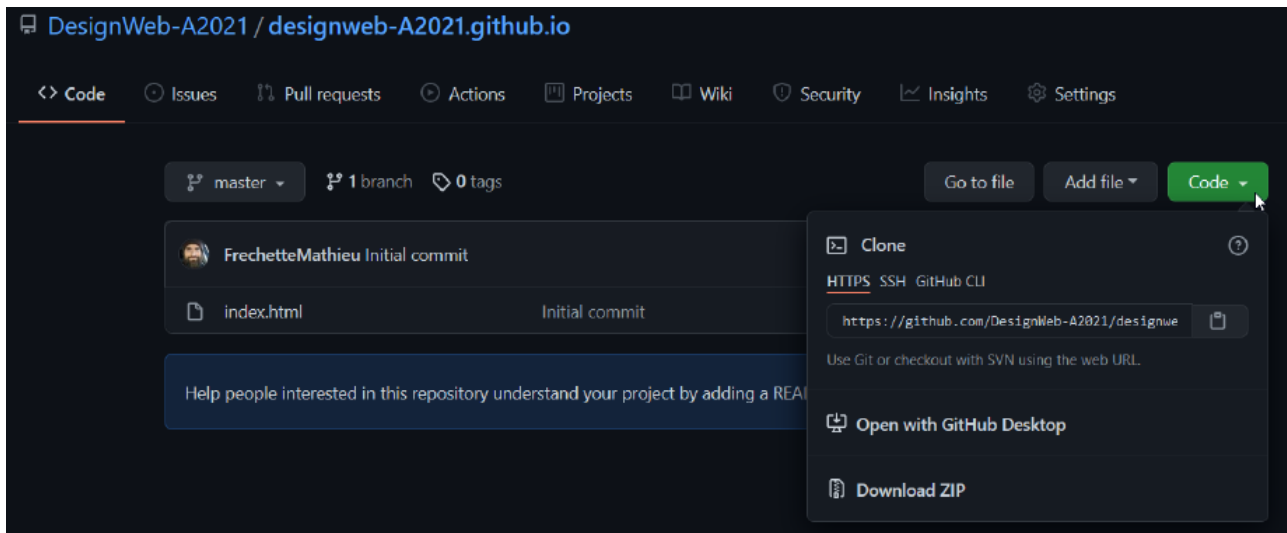 DesignWeb-A2021 / designweb-A2021.github.io
<> Code Issues Pull requests Actions Projects Wiki Security Insights Settings
master 1 branch 0 tags Go to file Add file Code
FrechetteMathieu Initial commit
index.html Initial commit
Help people interested in this repository understand your project by adding a
Clone
HTTPS SSH GitHub CLI
https://github.com/DesignWeb-A2021/designwe
Use Git or checkout with SVN using the web URL.
Open with GitHub Desktop
Download ZIP